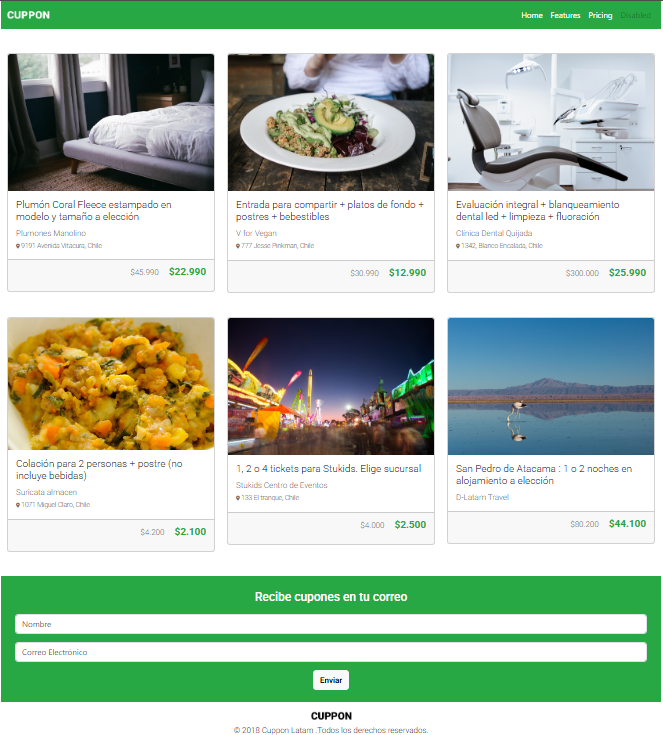 CUPPON
Home Features Pricing Disabled
Plumón Coral Fleece estampado en
modelo y tamaño a elección
Plumones Manolino
9191 Avenida Vitacura, Chile
$45.990 $22.990
Entrada para compartir + platos de fondo +
postres + bebestibles
V for Vegan
777 Jesse Pinkman, Chile
$30.990 $12.990
Evaluación integral + blanqueamiento
dental led + limpieza + fluoración
Clínica Dental Quijada
1342, Blanco Encalada, Chile
$300.000 $25.990
Colación para 2 personas + postre (no
incluye bebidas)
Suricata almacen
1071 Miguel Claro, Chile
$4.200 $2.100
1, 2 o 4 tickets para Stukids. Elige sucursal
Stukids Centro de Eventos
133 El tranque, Chile
$4.000 $2.500
San Pedro de Atacama : 1 o 2 noches en
alojamiento a elección
D-Latam Travel
$80.200 $44.100
Recibe cupones en tu correo
Nombre
Correo Electrónico
Enviar
CUPPON
© 2018 Cuppon Latam .Todos los derechos reservados.